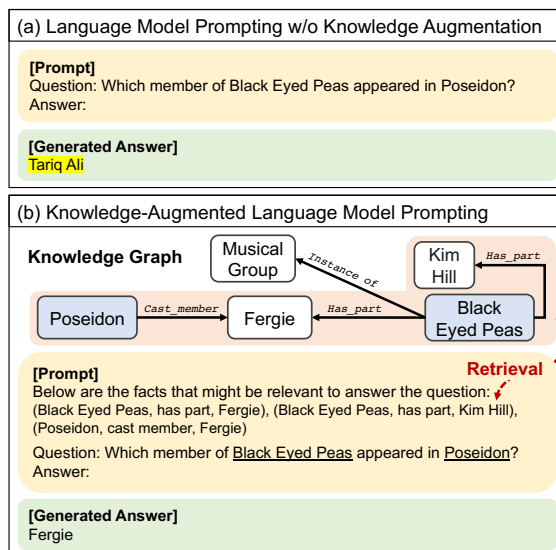 (a) Language Model Prompting w/o Knowledge Augmentation
[Prompt]
Question: Which member of Black Eyed Peas appeared in Poseidon?
Answer:
[Generated Answer]
Tariq Ali
(b) Knowledge-Augmented Language Model Prompting
Knowledge Graph
Musical
Group
Instance of
Kim
Hill
Has_part
Poseidon
Cast_member
Fergie
Has_part
Black
Eyed Peas
Retrieval
[Prompt]
Below are the facts that might be relevant to answer the question:
(Black Eyed Peas, has part, Fergie), (Black Eyed Peas, has part, Kim Hill),
(Poseidon, cast member, Fergie)
Question: Which member of Black Eyed Peas appeared in Poseidon?
Answer:
[Generated Answer]
Fergie